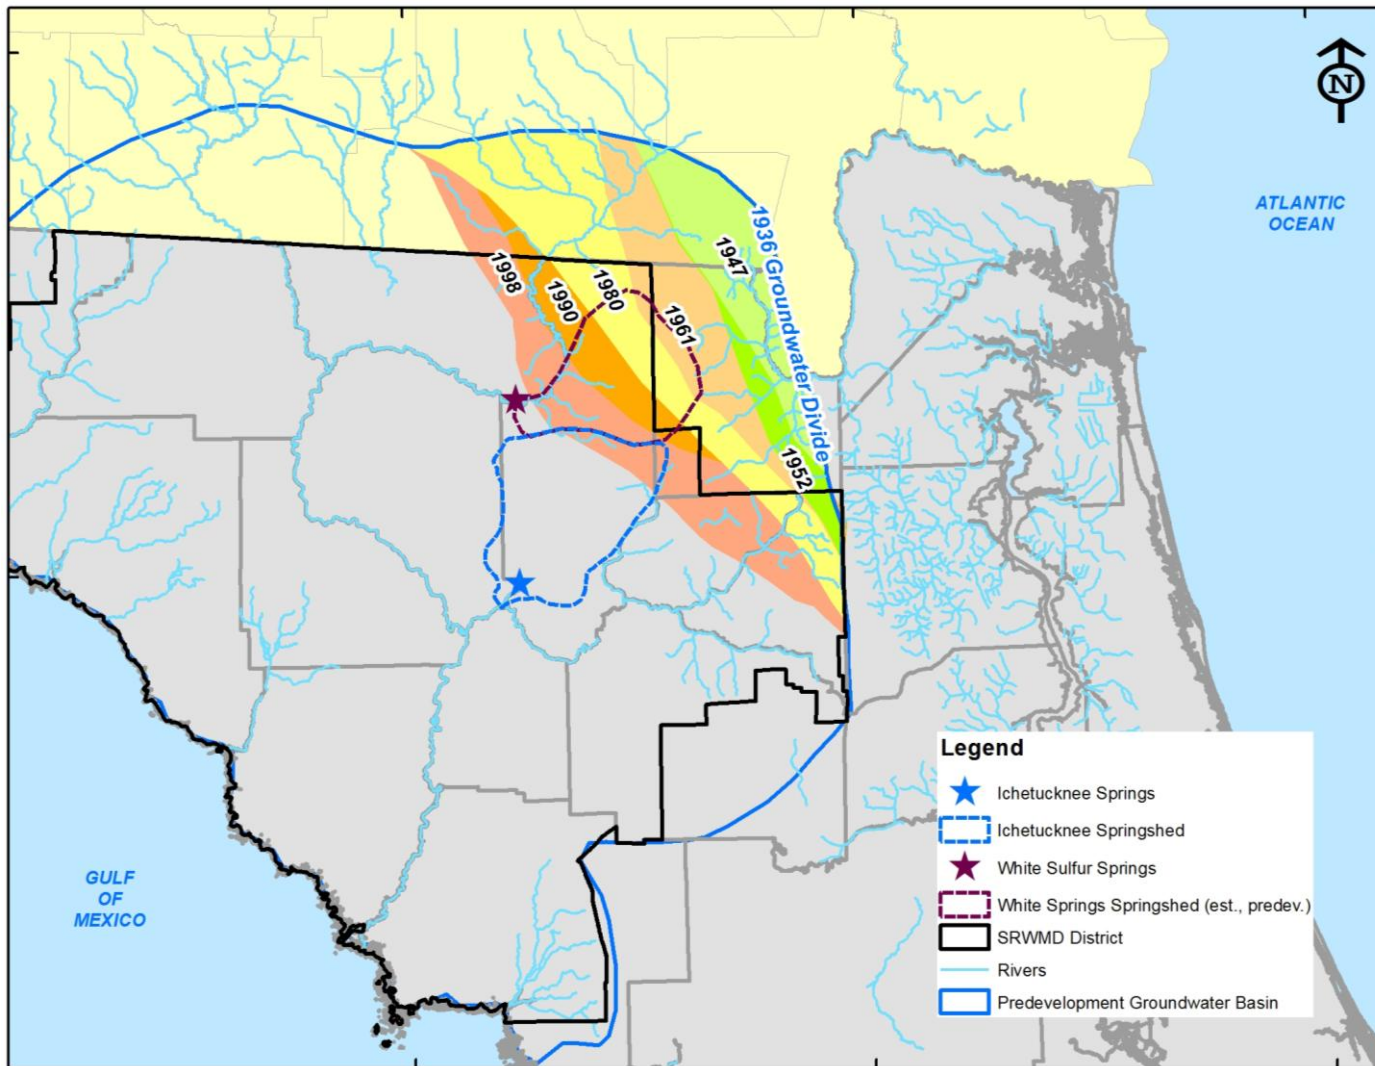 N
ATLANTIC
OCEAN
1936 Groundwater Divide
1947
1998
1980
1990
1961
1952
GULF
OF
MEXICO
Legend
Ichetucknee Springs
Ichetucknee Springshed
White Sulfur Springs
White Springs Springshed (est., predev.)
SRWMD District
Rivers
Predevelopment Groundwater Basin